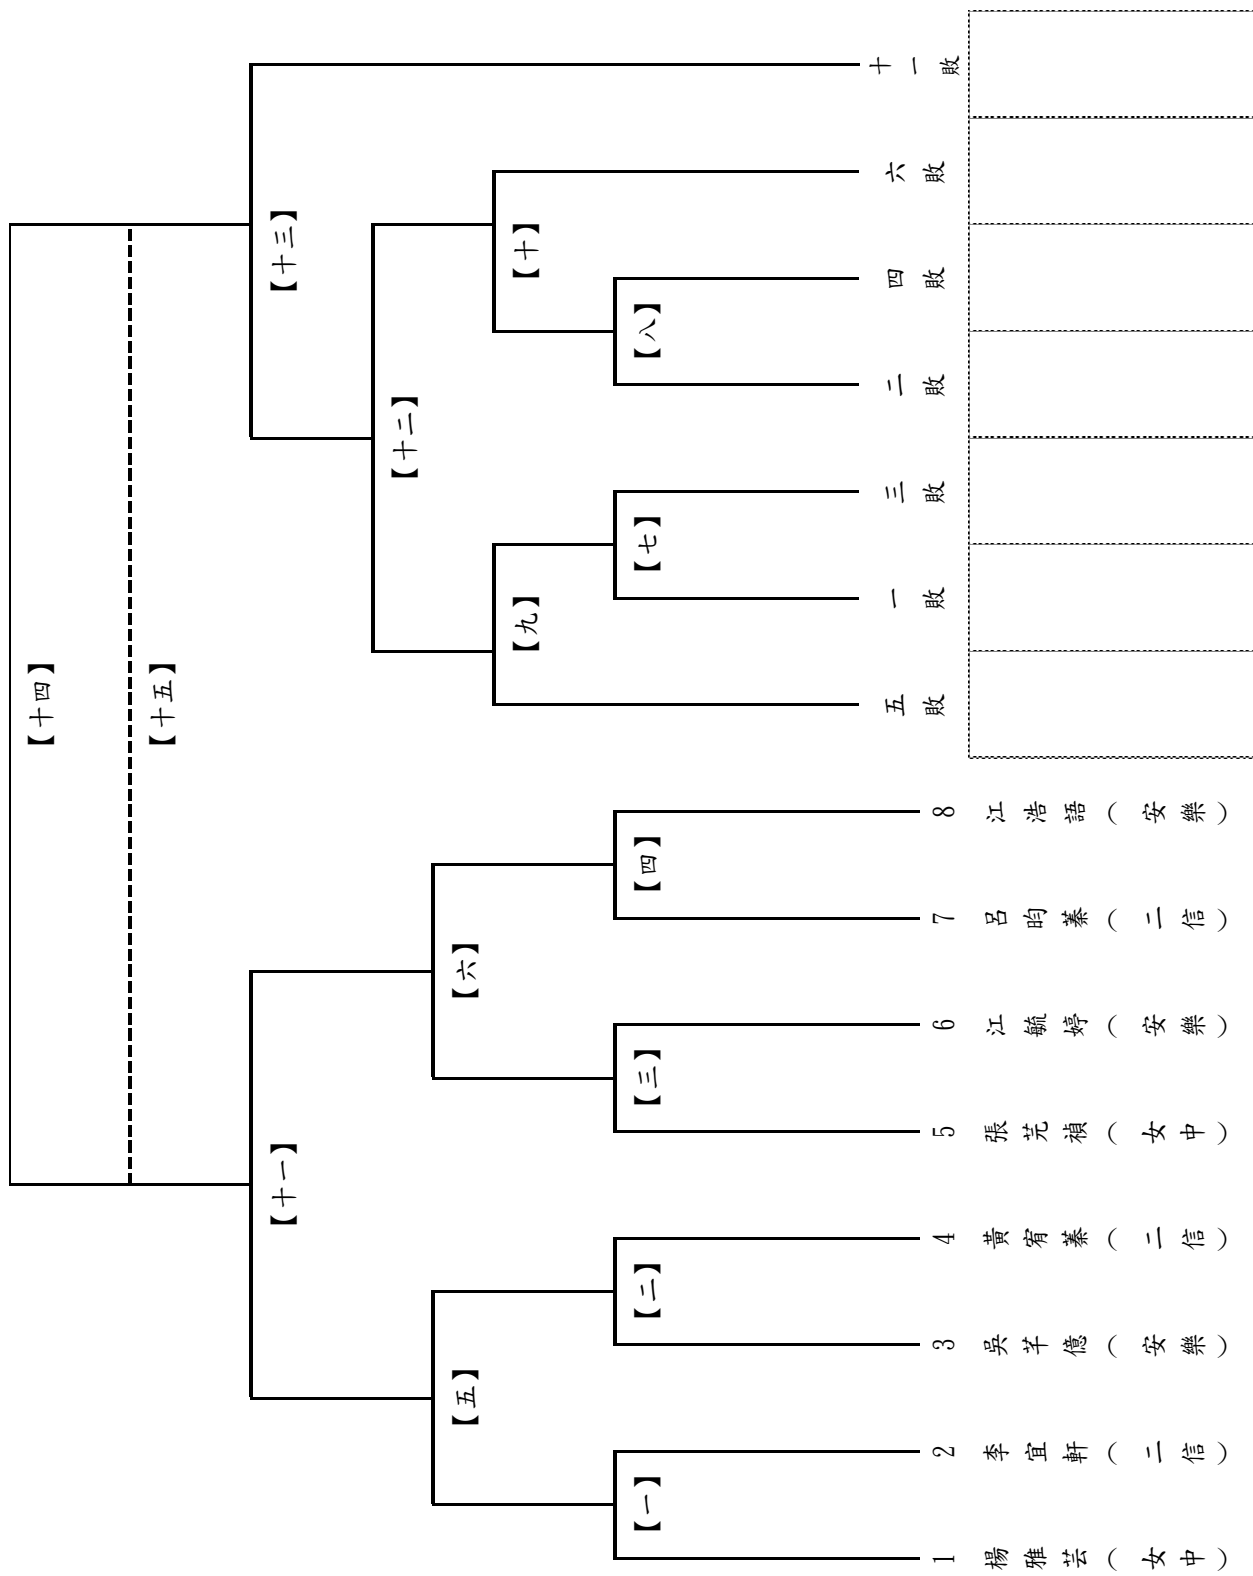 【十四】
【十五】
【十一】
【十三】
【五】
【六】
【十二】
【九】
【十】
【一】
【二】
【三】
【四】
【七】
【八】
1 楊雅芸(女中)
2 李宜軒(二信)
3 吳芊億(安樂)
4 黃宥蓁(二信)
5 張芫禎(女中)
6 江毓婷(安樂)
7 呂昀蓁(二信)
8 江浩語(安樂)
五敗
一敗
三敗
二敗
四敗
六敗
十一敗